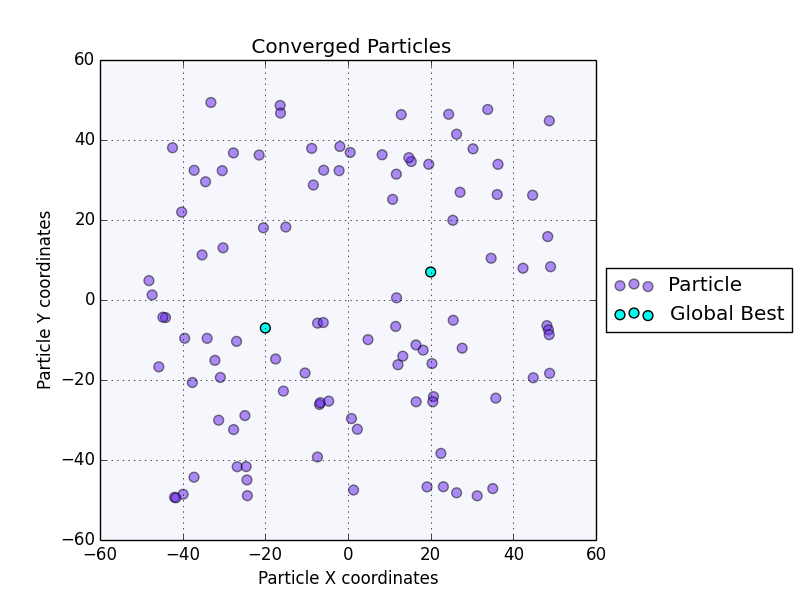 Converged Particles
60
40
20
0
−20
−40
−60
Particle Y coordinates
−60 −40 −20 0 20 40 60
Particle X coordinates
Particle
Global Best